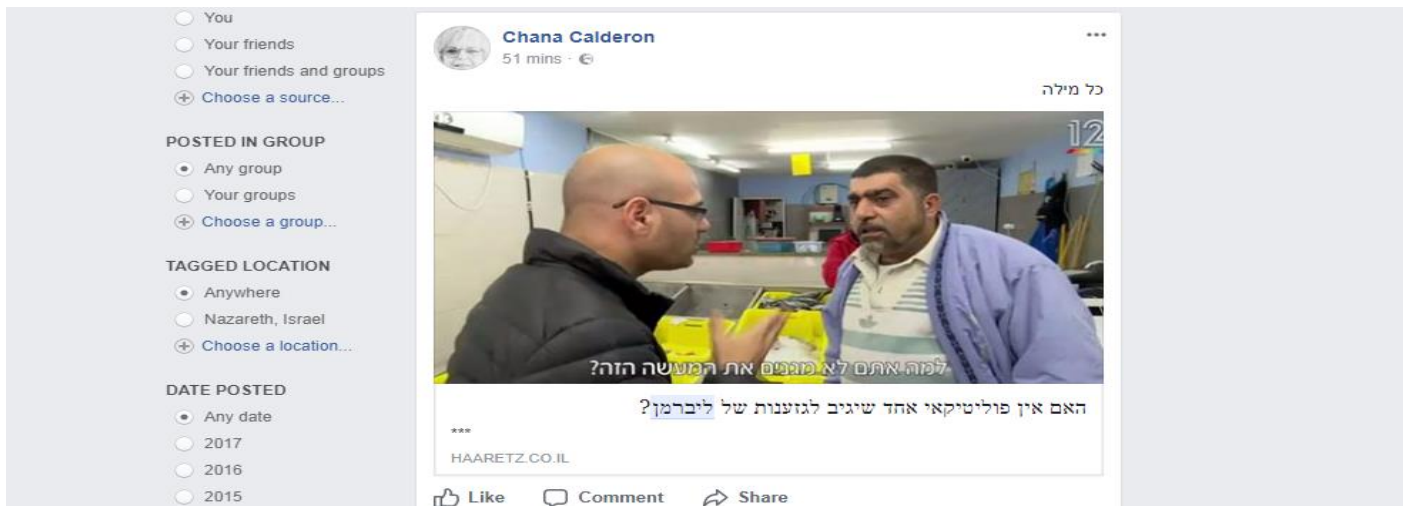 You
Your friends
Your friends and groups
Choose a source...
POSTED IN GROUP
Any group
Your groups
Choose a group...
TAGGED LOCATION
Anywhere
Nazareth, Israel
Choose a location...
DATE POSTED
Any date
2017
2016
2015
Chana Calderon
51 mins ·
כל מילה
12
למה אתם לא מגנים את המעשה הזה?
האם אין פוליטיקאי אחד שיגיב לגזענות של ליברמן?
***
HAARETZ.CO.IL
Like Comment Share